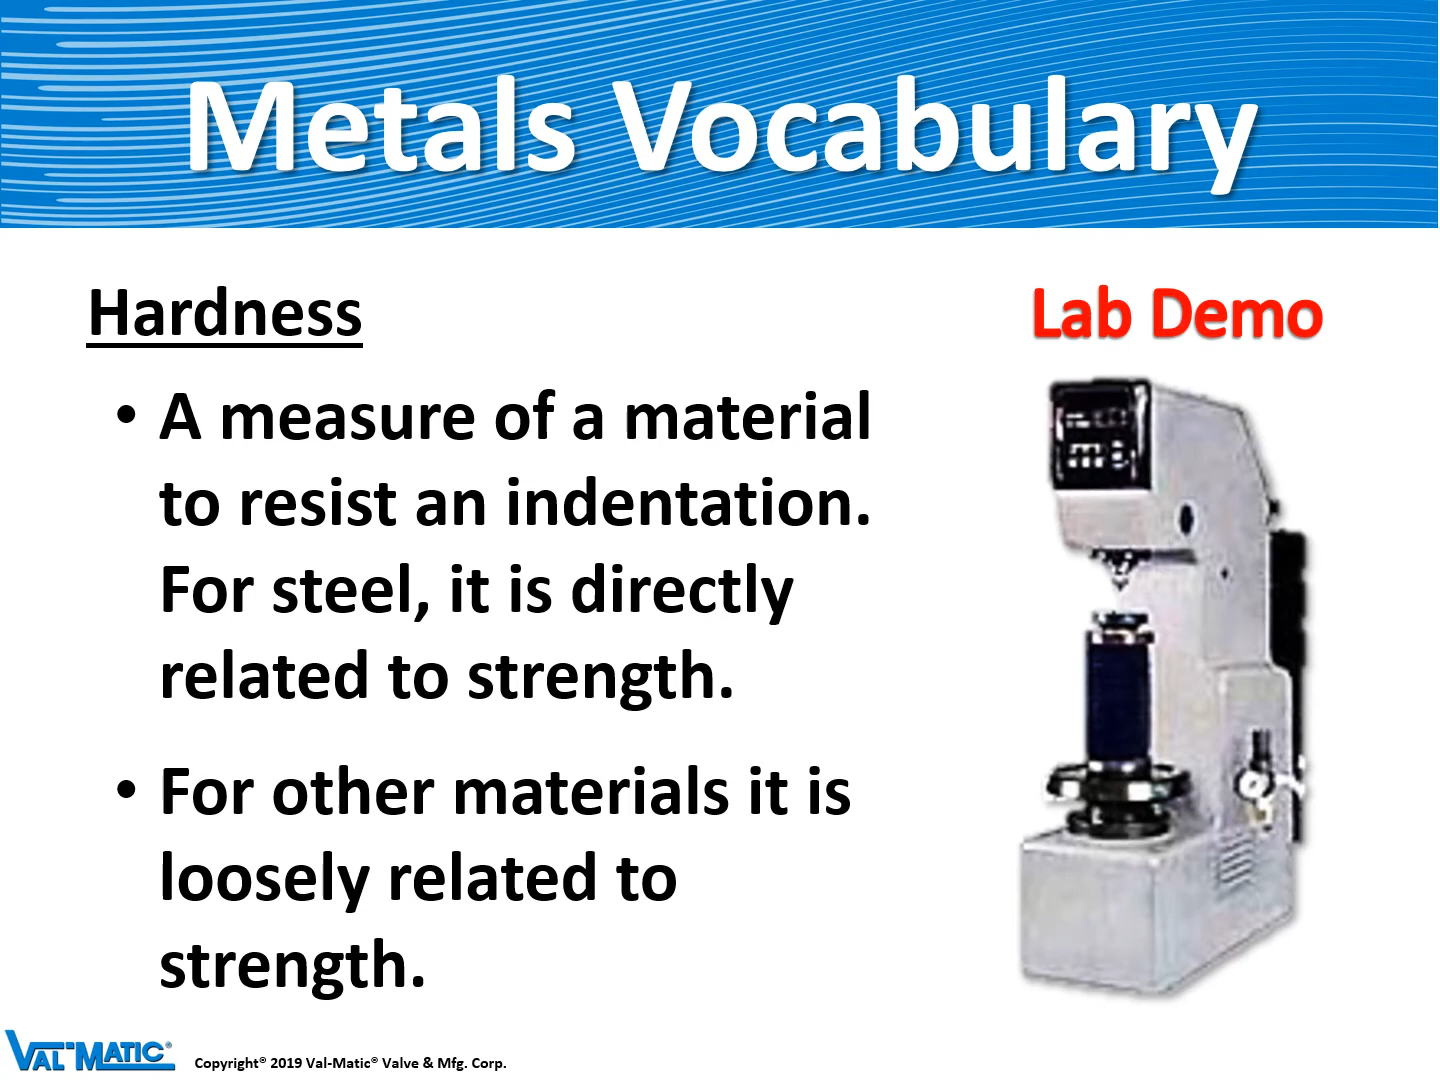 Metals Vocabulary
Hardness
Lab Demo
• A measure of a material
to resist an indentation.
For steel, it is directly
related to strength.
• For other materials it is
loosely related to
strength.
VAL-MATIC®
Copyright® 2019 Val-Matic® Valve & Mfg. Corp.